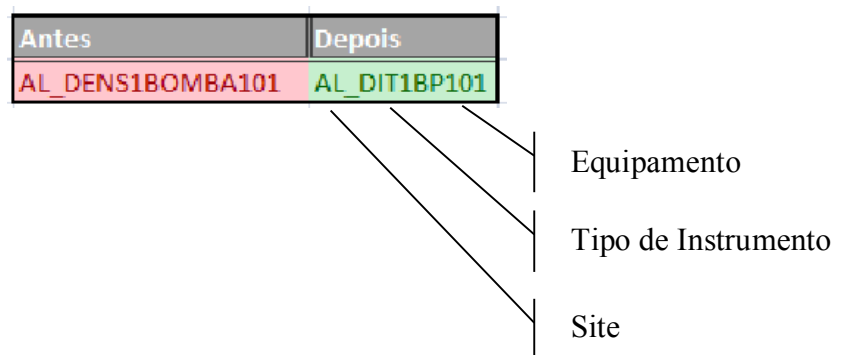 Antes Depois
AL_DENS1BOMBA101 AL_DIT1BP101
Equipamento
Tipo de Instrumento
Site